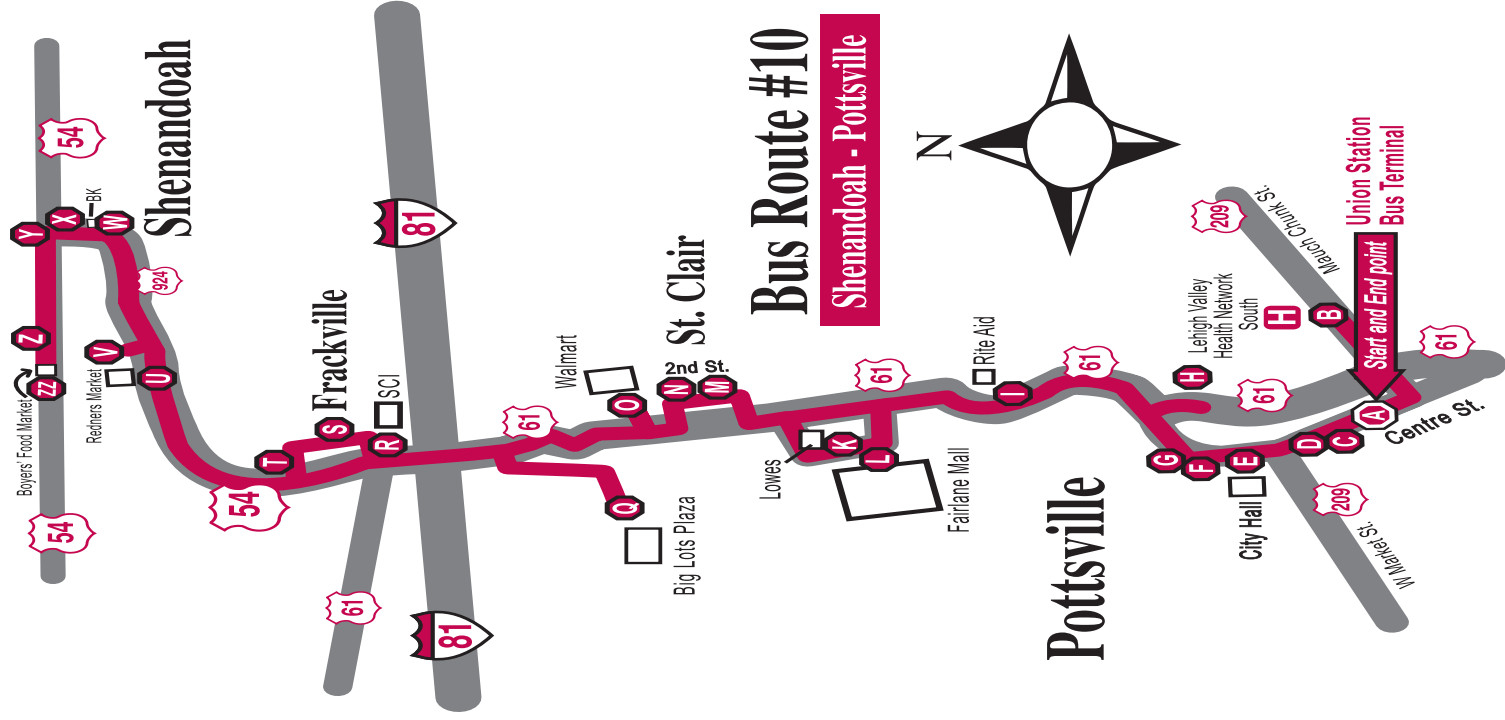 Bus Route #10
Shenandoah - Pottsville
N
Shenandoah
54
54
Y
X
BK
W
Z
Boyers' Food Market
ZZ
924
V
Redners Market
U
54
T
S
Frackville
SCI
R
81
81
61
61
Big Lots Plaza
Q
Walmart
O
St. Clair
2nd St.
N
M
61
Lowes
K
L
Fairlane Mall
Rite Aid
I
61
Pottsville
Lehigh Valley
Health Network
South
H
H
61
209
Mauch Chunk St.
B
G
F
E
City Hall
D
C
A
209
W Market St.
Centre St.
61
Start and End point
Union Station
Bus Terminal